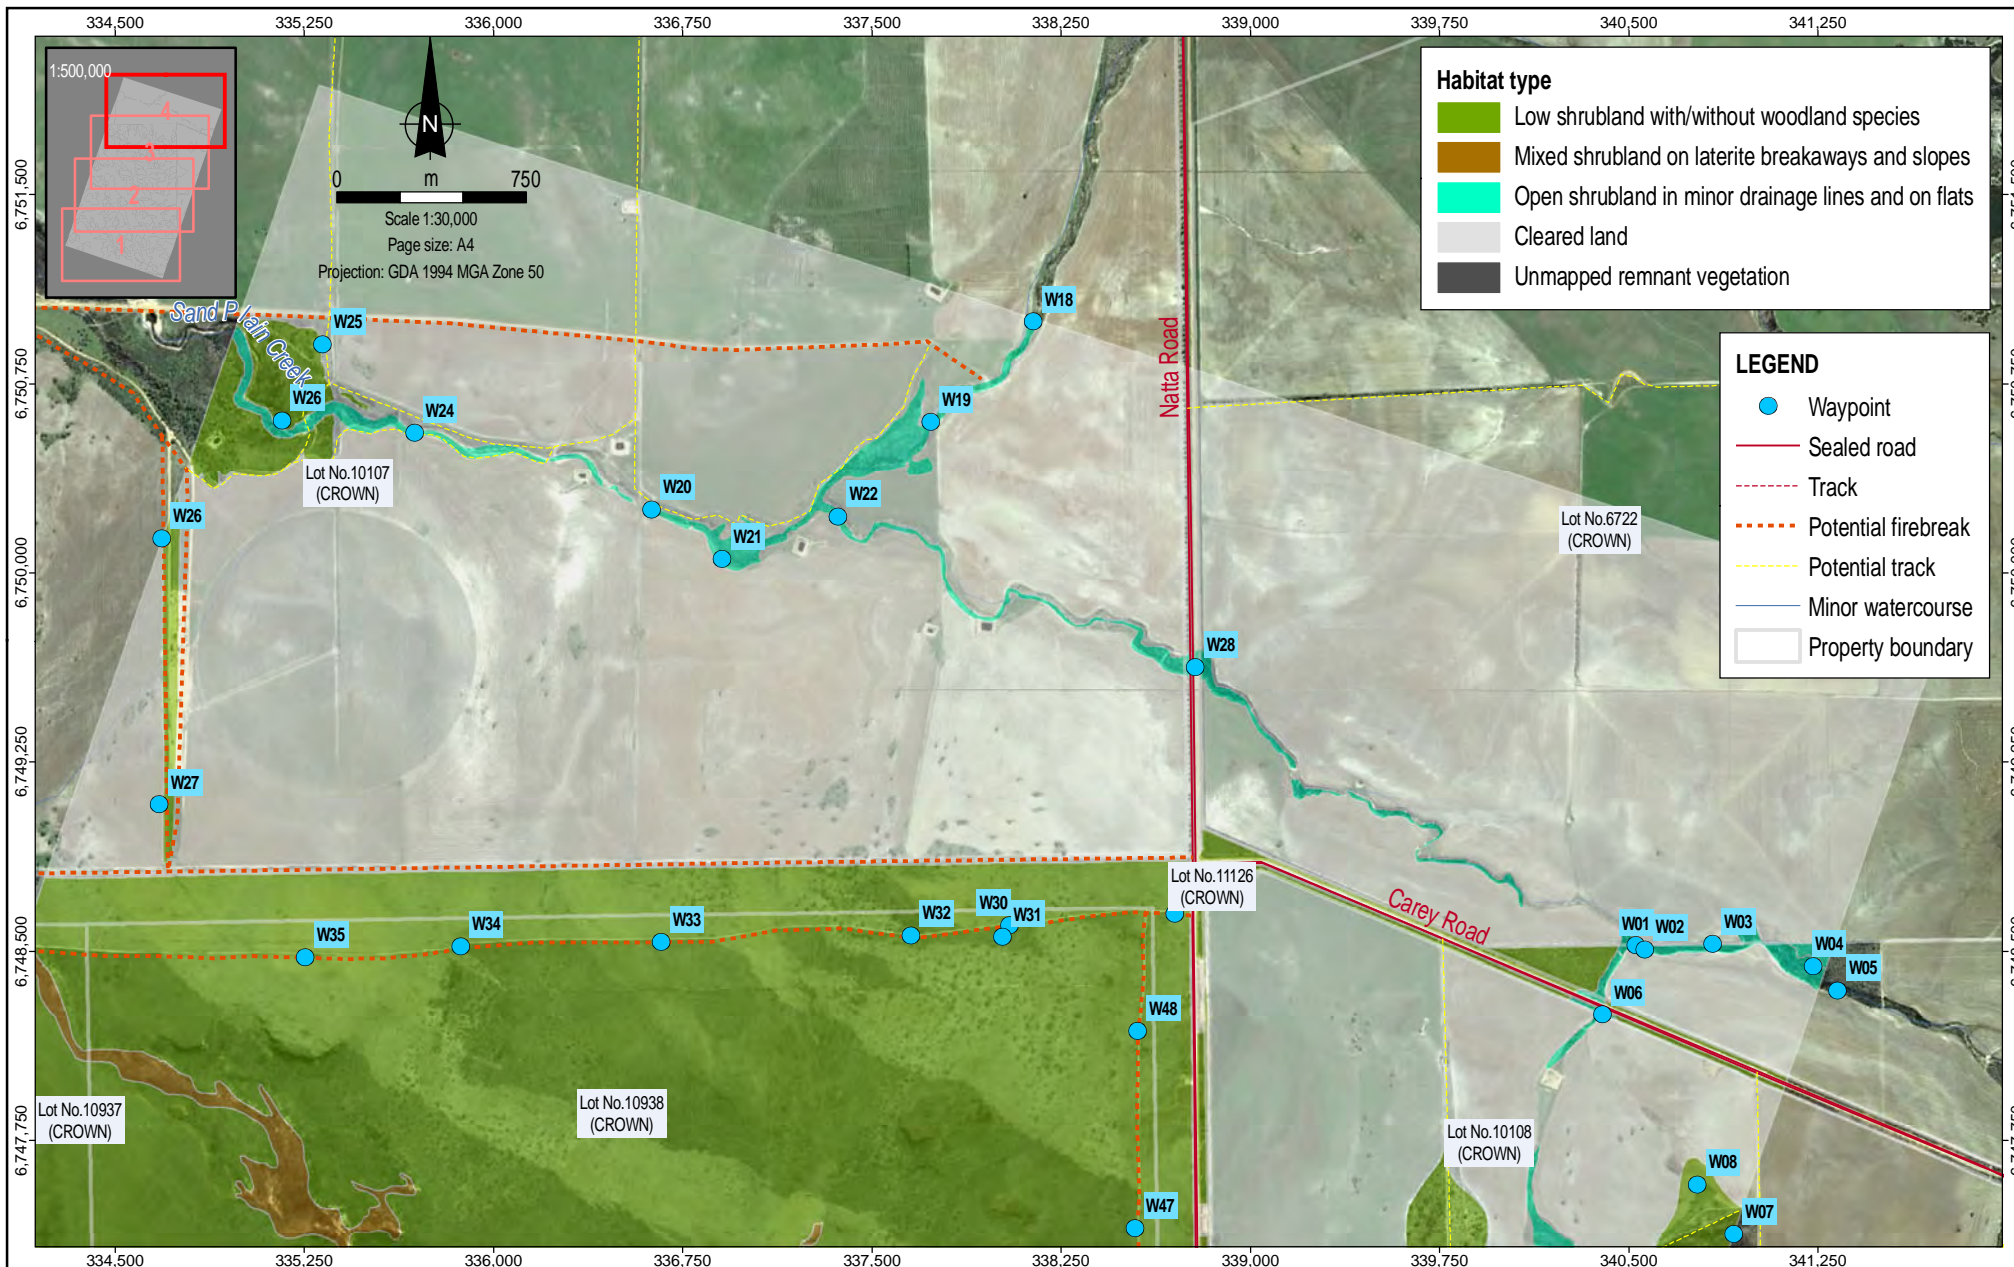 334,500
335,250
336,000
336,750
337,500
338,250
339,000
339,750
340,500
341,250
1:500,000
4
3
2
1
N
0 m 750
Scale 1:30,000
Page size: A4
Projection: GDA 1994 MGA Zone 50
Habitat type
Low shrubland with/without woodland species
Mixed shrubland on laterite breakaways and slopes
Open shrubland in minor drainage lines and on flats
Cleared land
Unmapped remnant vegetation
LEGEND
Waypoint
Sealed road
Track
Potential firebreak
Potential track
Minor watercourse
Property boundary
6,751,500
6,750,750
6,750,000
6,749,250
6,748,500
6,747,750
Sand Plain Creek
Natta Road
Carey Road
W18
W25
W26
W24
W19
W20
W22
W21
W26
W28
W27
Lot No.10107
(CROWN)
Lot No.6722
(CROWN)
Lot No.11126
(CROWN)
W30
W31
W32
W33
W34
W35
W01
W02
W03
W04
W05
W06
W48
Lot No.10937
(CROWN)
Lot No.10938
(CROWN)
Lot No.10108
(CROWN)
W08
W07
W47
334,500
335,250
336,000
336,750
337,500
338,250
339,000
339,750
340,500
341,250